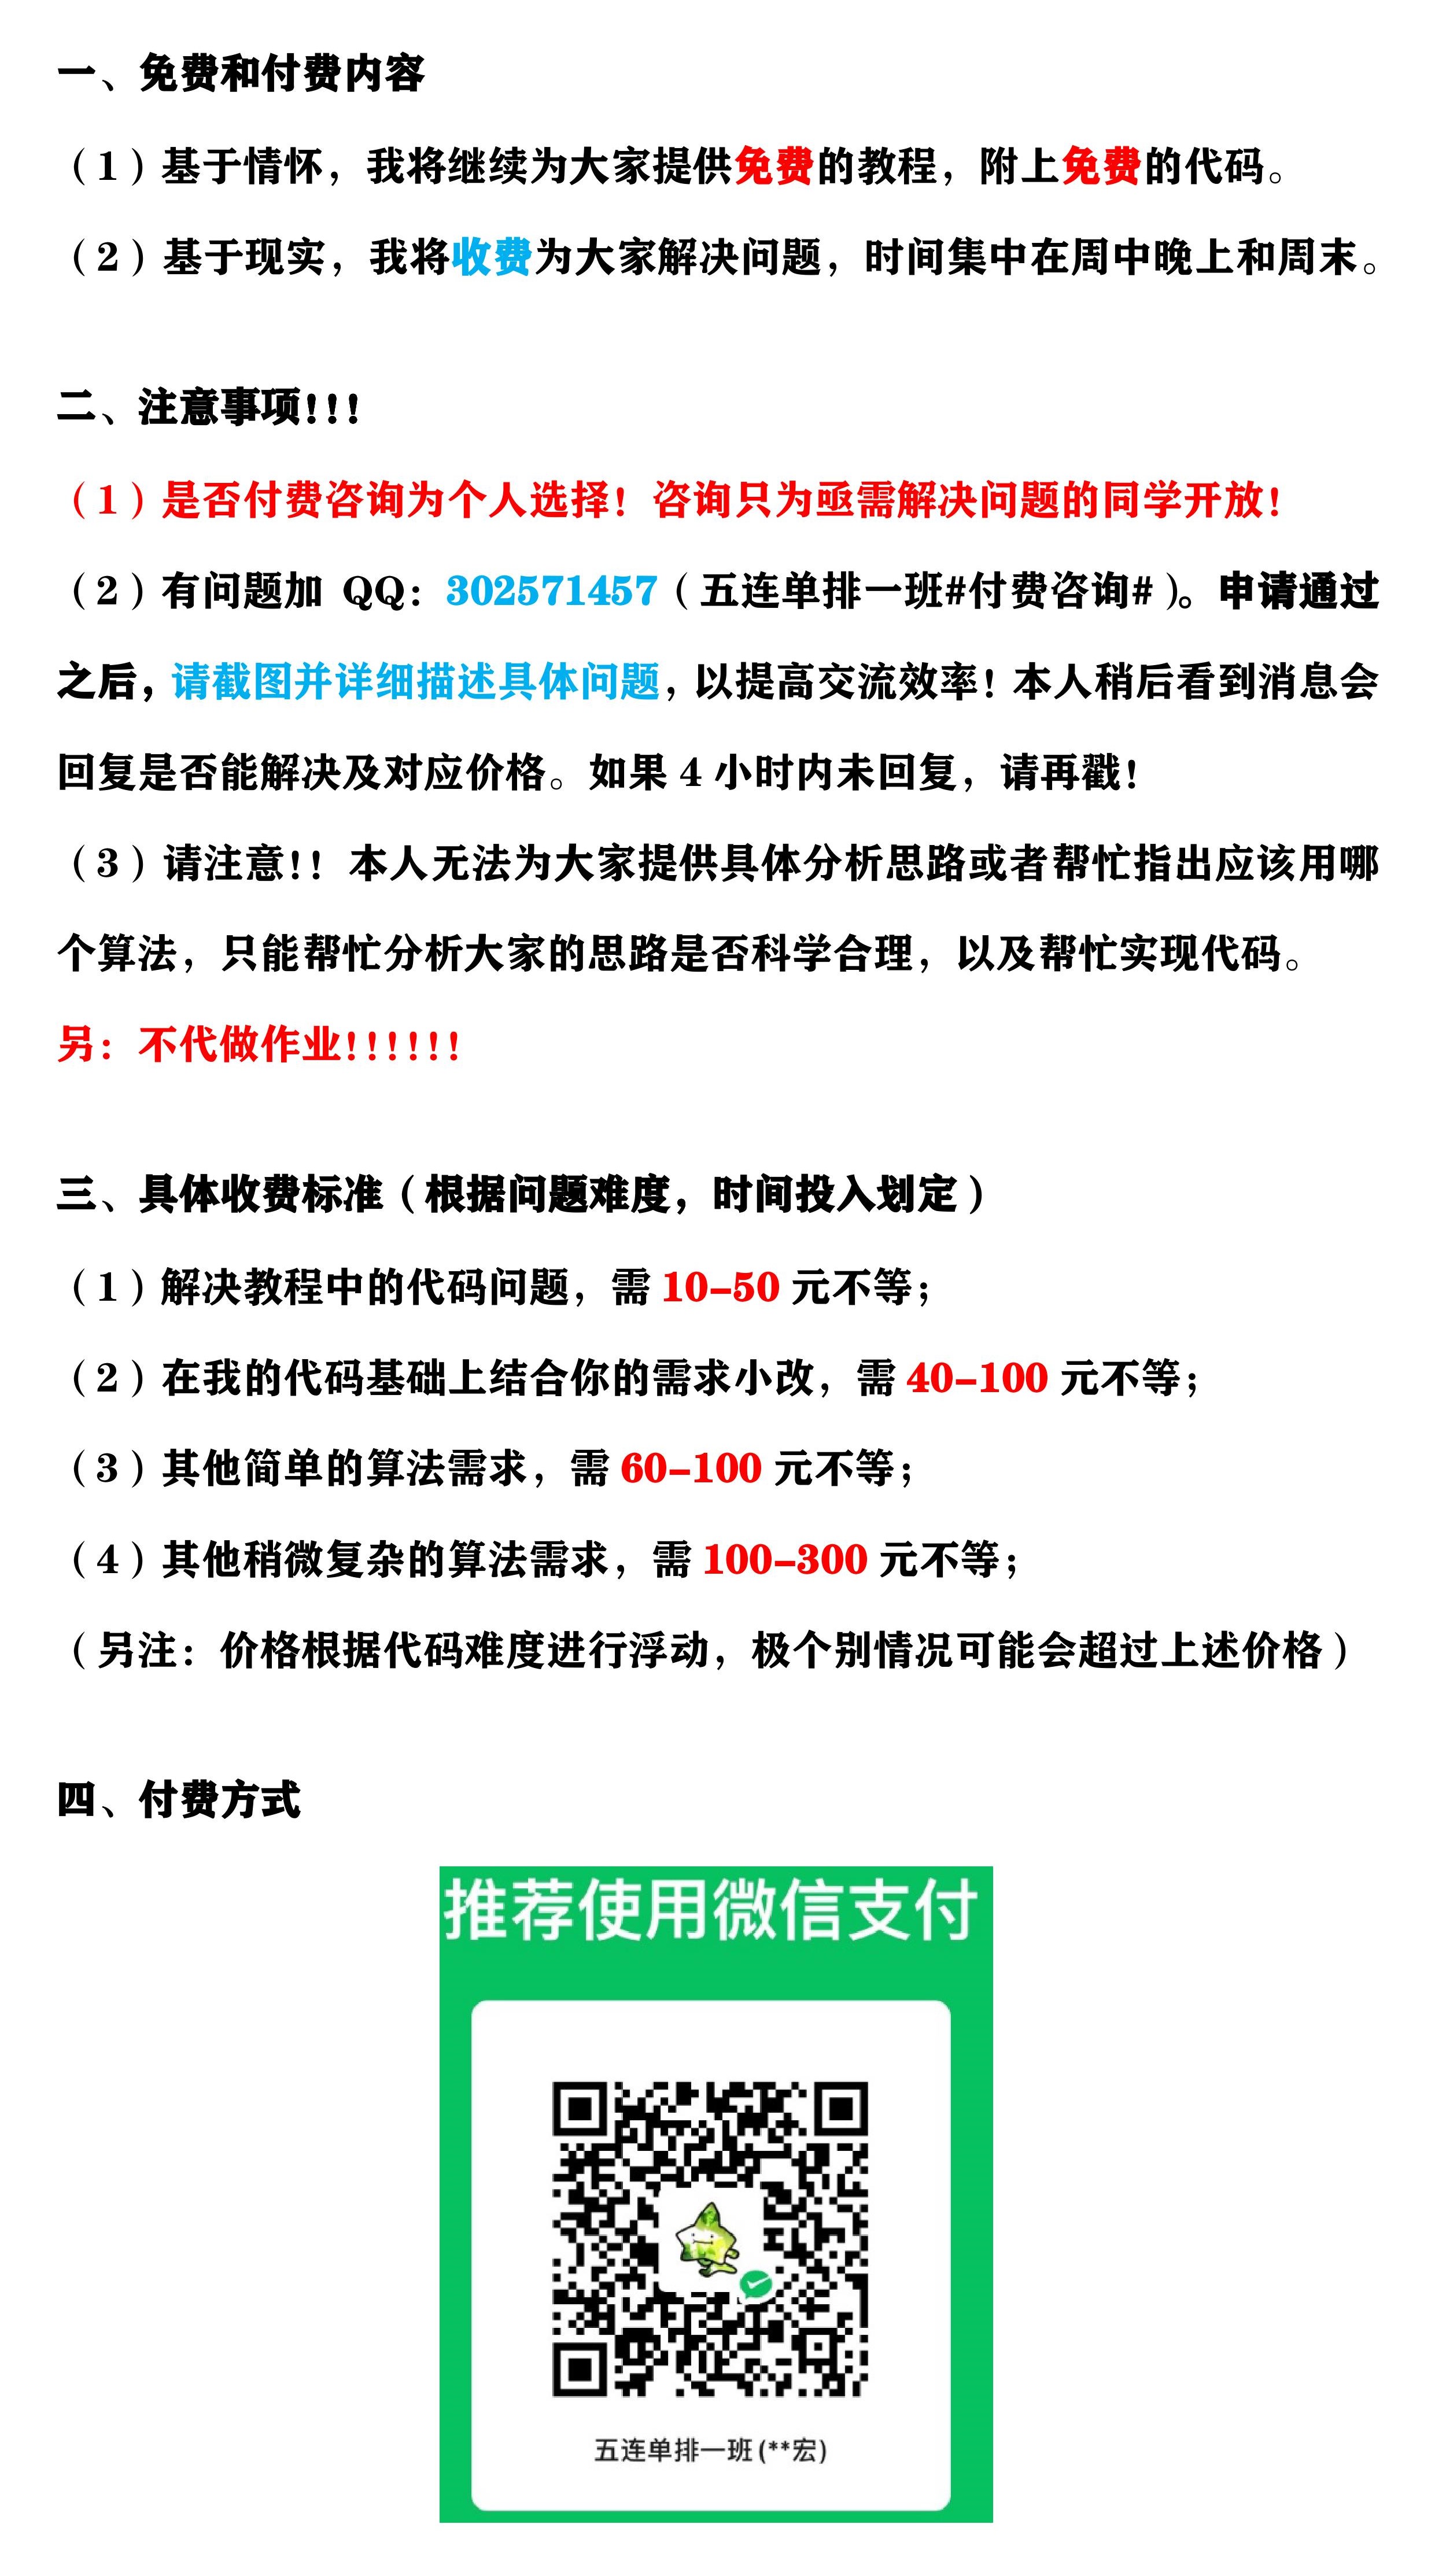 一、免费和付费内容
（1）基于情怀，我将继续为大家提供免费的教程，附上免费的代码。
（2）基于现实，我将收费为大家解决问题，时间集中在周中晚上和周末。
二、注意事项！！！
（1）是否付费咨询为个人选择！咨询只为亟需解决问题的同学开放！
（2）有问题加 QQ：302571457（五连单排一班#付费咨询#）。申请通过
之后，请截图并详细描述具体问题，以提高交流效率！本人稍后看到消息会
回复是否能解决及对应价格。如果 4 小时内未回复，请再戳！
（3）请注意！！本人无法为大家提供具体分析思路或者帮忙指出应该用哪
个算法，只能帮忙分析大家的思路是否科学合理，以及帮忙实现代码。
另：不代做作业！！！！！！
三、具体收费标准（根据问题难度，时间投入划定）
（1）解决教程中的代码问题，需 10-50 元不等；
（2）在我的代码基础上结合你的需求小改，需 40-100 元不等；
（3）其他简单的算法需求，需 60-100 元不等；
（4）其他稍微复杂的算法需求，需 100-300 元不等；
（另注：价格根据代码难度进行浮动，极个别情况可能会超过上述价格）
四、付费方式
推荐使用微信支付
五连单排一班(**宏)